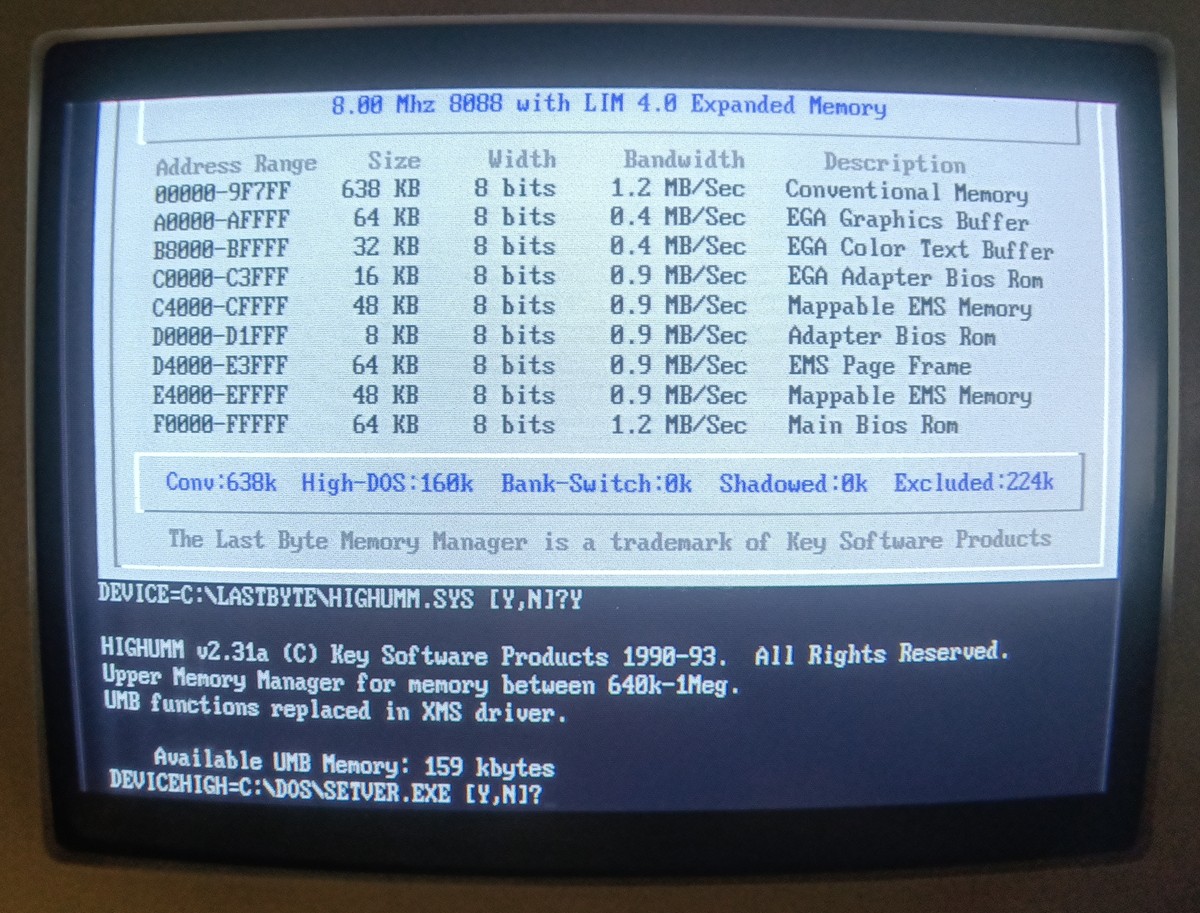 8.00 Mhz 8088 with LIM 4.0 Expanded Memory
Address Range Size Width Bandwidth Description
00000-9F7FF 638 KB 8 bits 1.2 MB/Sec Conventional Memory
A0000-AFFFF 64 KB 8 bits 0.4 MB/Sec EGA Graphics Buffer
B8000-BFFFF 32 KB 8 bits 0.4 MB/Sec EGA Color Text Buffer
C0000-C3FFF 16 KB 8 bits 0.9 MB/Sec EGA Adapter Bios Rom
C4000-CFFFF 48 KB 8 bits 0.9 MB/Sec Mappable EMS Memory
D0000-D1FFF 8 KB 8 bits 0.9 MB/Sec Adapter Bios Rom
D4000-E3FFF 64 KB 8 bits 0.9 MB/Sec EMS Page Frame
E4000-EFFFF 48 KB 8 bits 0.9 MB/Sec Mappable EMS Memory
F0000-FFFFF 64 KB 8 bits 1.2 MB/Sec Main Bios Rom
Conv:638k High-DOS:160k Bank-Switch:0k Shadowed:0k Excluded:224k
The Last Byte Memory Manager is a trademark of Key Software Products
DEVICE=C:\LASTBYTE\HIGHUMM.SYS [Y,N]?Y
HIGHUMM v2.31a (C) Key Software Products 1990-93. All Rights Reserved.
Upper Memory Manager for memory between 640k-1Meg.
UMB functions replaced in XMS driver.
Available UMB Memory: 159 kbytes
DEVICEHIGH=C:\DOS\SETVER.EXE [Y,N]?